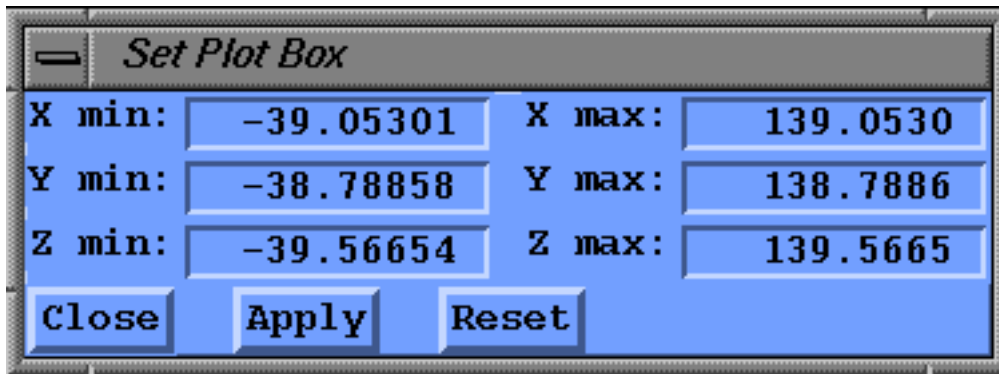 Set Plot Box
X min: -39.05301 X max: 139.0530
Y min: -38.78858 Y max: 138.7886
Z min: -39.56654 Z max: 139.5665
Close Apply Reset